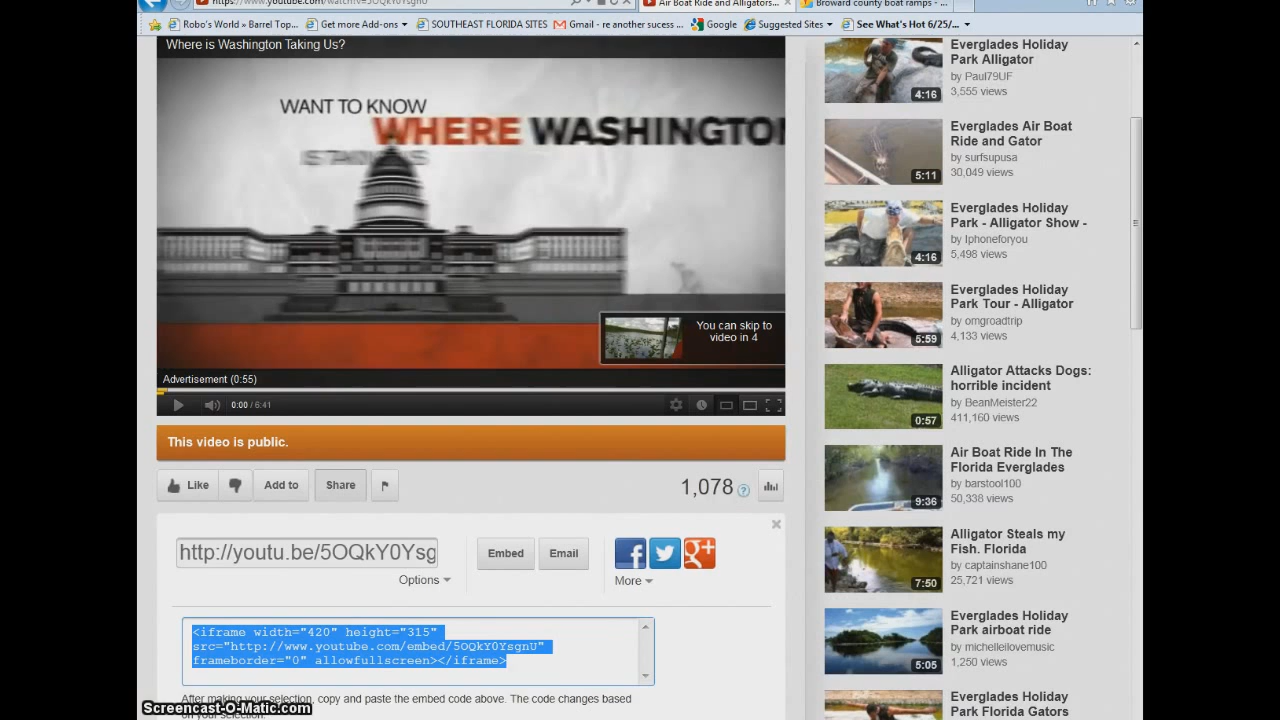 https://www.youtube.com/watch?v=5OQkY0YsgnU
Air Boat Ride and Alligators...
Broward county boat ramps - ...
Robo's World » Barrel Top...
Get more Add-ons
SOUTHEAST FLORIDA SITES
Gmail - re another sucess ...
Google
Suggested Sites
See What's Hot 6/25/...
Where is Washington Taking Us?
WANT TO KNOW
WHERE WASHINGTON
IS TAKING US
You can skip to
video in 4
Advertisement (0:55)
0:00 / 6:41
This video is public.
Like
Add to
Share
1,078
?
http://youtu.be/5OQkY0Ysg
Options
Embed
Email
More
<iframe width="420" height="315"
src="http://www.youtube.com/embed/5OQkY0YsgnU"
frameborder="0" allowfullscreen></iframe>
After making your selection, copy and paste the embed code above. The code changes based
on your selection.
Screencast-O-Matic.com
Everglades Holiday
Park Alligator
by Paul79UF
3,555 views
4:16
Everglades Air Boat
Ride and Gator
by surfsupusa
30,049 views
5:11
Everglades Holiday
Park - Alligator Show -
by Iphoneforyou
5,498 views
4:16
Everglades Holiday
Park Tour - Alligator
by omgroadtrip
4,133 views
5:59
Alligator Attacks Dogs:
horrible incident
by BeanMeister22
411,160 views
0:57
Air Boat Ride In The
Florida Everglades
by barstool100
50,338 views
9:36
Alligator Steals my
Fish. Florida
by captainshane100
25,721 views
7:50
Everglades Holiday
Park airboat ride
by michellelovemusic
1,250 views
5:05
Everglades Holiday
Park Florida Gators